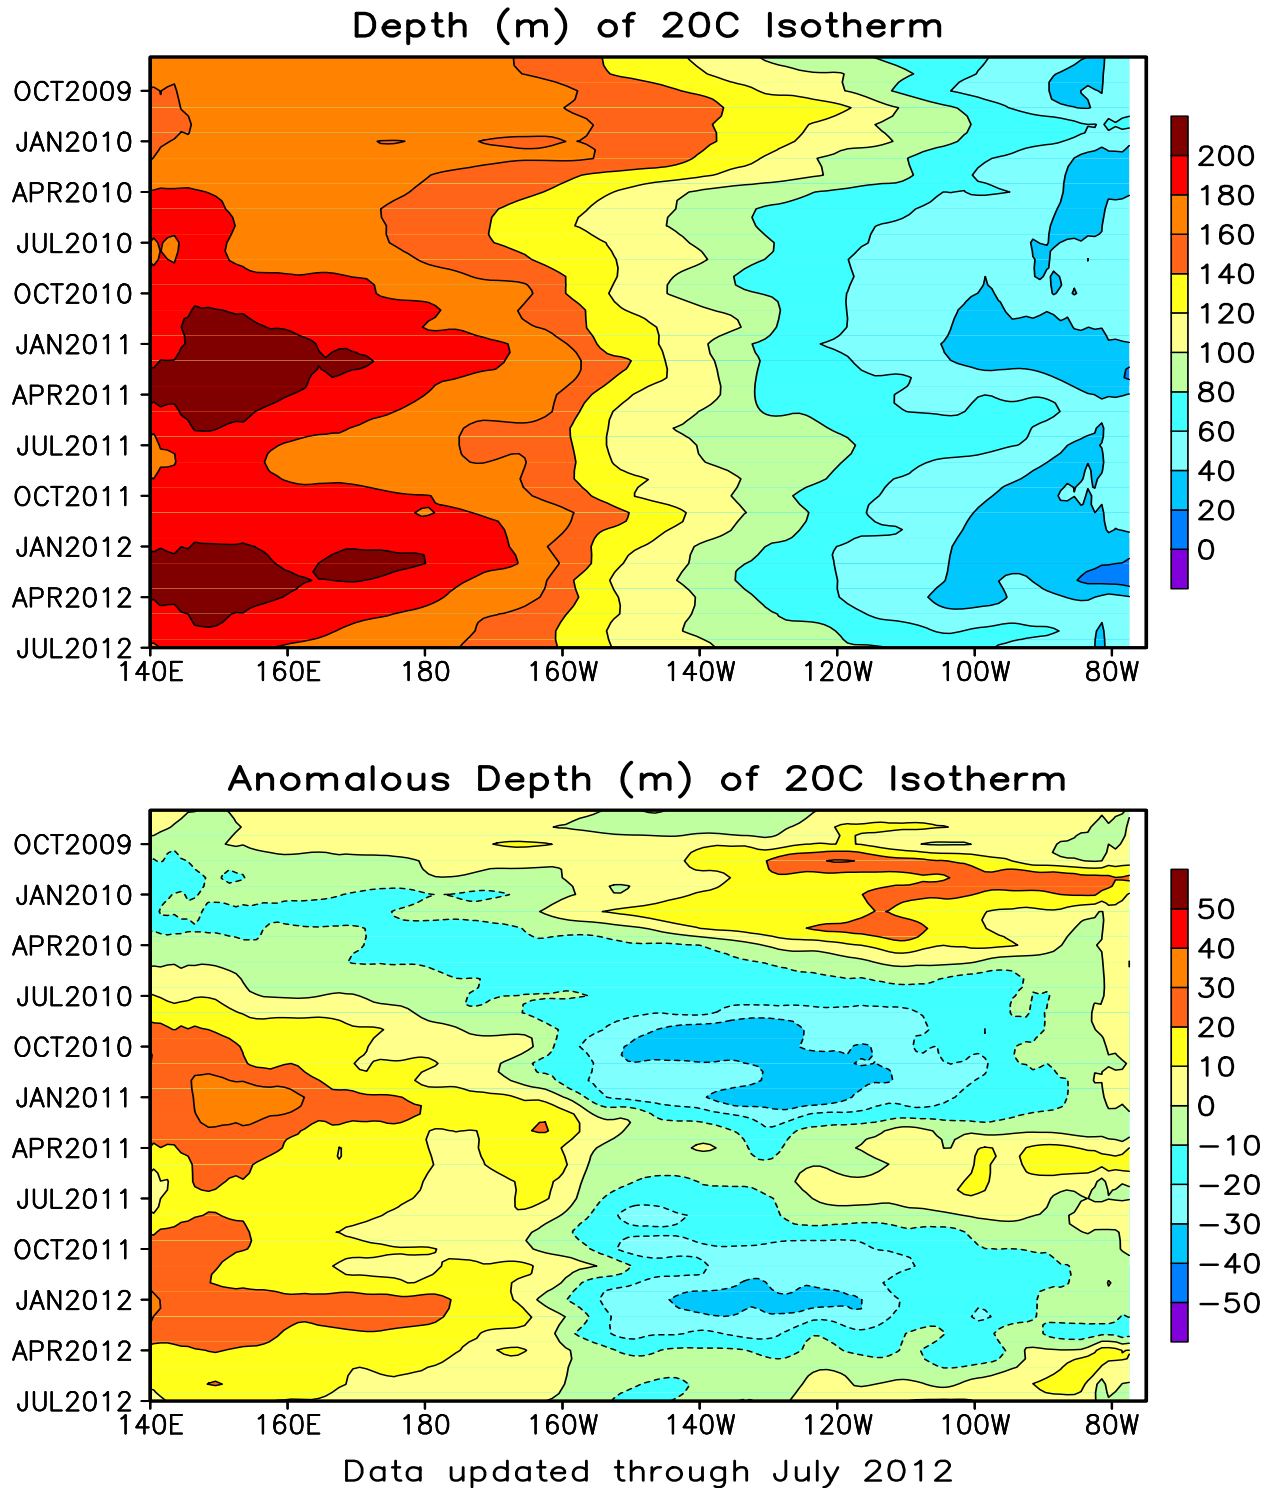 Depth (m) of 20C Isotherm
OCT2009
JAN2010
APR2010
JUL2010
OCT2010
JAN2011
APR2011
JUL2011
OCT2011
JAN2012
APR2012
JUL2012
140E 160E 180 160W 140W 120W 100W 80W
200
180
160
140
120
100
80
60
40
20
0
Anomalous Depth (m) of 20C Isotherm
OCT2009
JAN2010
APR2010
JUL2010
OCT2010
JAN2011
APR2011
JUL2011
OCT2011
JAN2012
APR2012
JUL2012
140E 160E 180 160W 140W 120W 100W 80W
50
40
30
20
10
0
−10
−20
−30
−40
−50
Data updated through July 2012